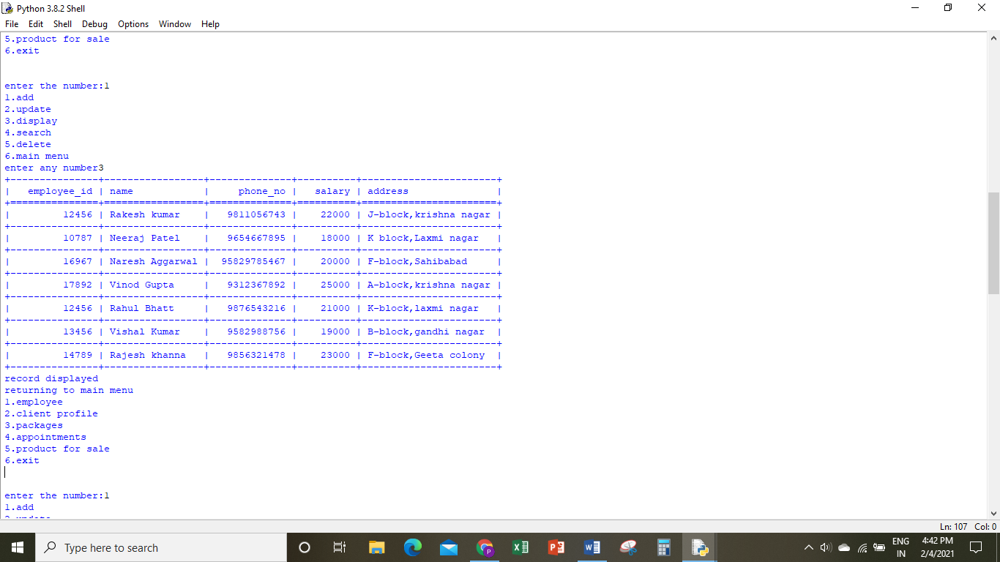 Python 3.8.2 Shell
File Edit Shell Debug Options Window Help
5.product for sale
6.exit
enter the number:1
1.add
2.update
3.display
4.search
5.delete
6.main menu
enter any number3
+---------------+-----------------+--------------+----------+-----------------------+
| employee_id | name | phone_no | salary | address |
+===============+=================+==============+==========+=======================+
| 12456 | Rakesh kumar | 9811056743 | 22000 | J-block,krishna nagar |
+---------------+-----------------+--------------+----------+-----------------------+
| 10787 | Neeraj Patel | 9654667895 | 18000 | K block,Laxmi nagar |
+---------------+-----------------+--------------+----------+-----------------------+
| 16967 | Naresh Aggarwal | 95829785467 | 20000 | F-block,Sahibabad |
+---------------+-----------------+--------------+----------+-----------------------+
| 17892 | Vinod Gupta | 9312367892 | 25000 | A-block,krishna nagar |
+---------------+-----------------+--------------+----------+-----------------------+
| 12456 | Rahul Bhatt | 9876543216 | 21000 | K-block,laxmi nagar |
+---------------+-----------------+--------------+----------+-----------------------+
| 13456 | Vishal Kumar | 9582988756 | 19000 | B-block,gandhi nagar |
+---------------+-----------------+--------------+----------+-----------------------+
| 14789 | Rajesh khanna | 9856321478 | 23000 | F-block,Geeta colony |
+---------------+-----------------+--------------+----------+-----------------------+
record displayed
returning to main menu
1.employee
2.client profile
3.packages
4.appointments
5.product for sale
6.exit
enter the number:1
1.add
2.update
Ln: 107 Col: 0
Type here to search
ENG 4:42 PM
IN 2/4/2021